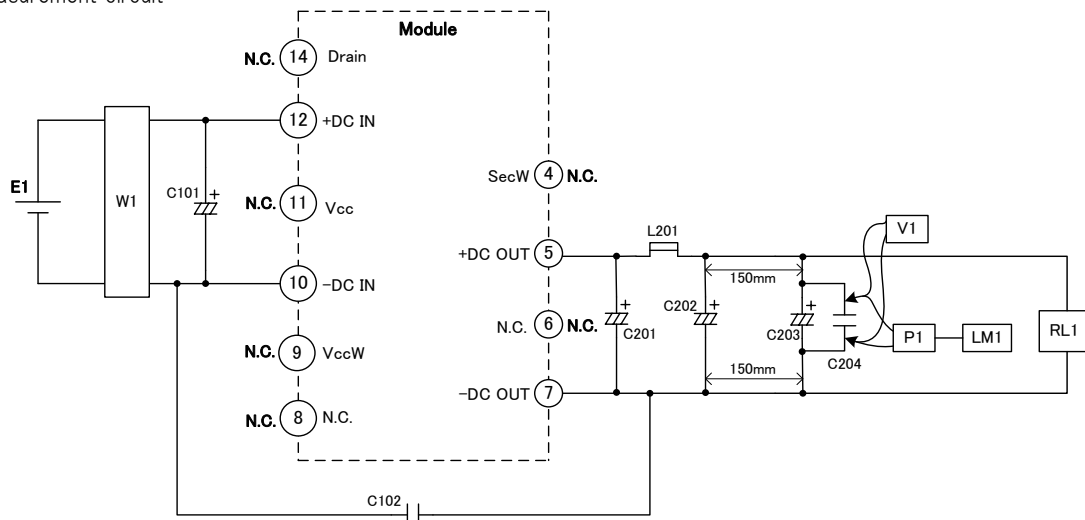 Module
N.C. 14 Drain
12 +DC IN
E1
W1
C101 +
N.C. 11 Vcc
10 -DC IN
N.C. 9 VccW
N.C. 8 N.C.
SecW 4 N.C.
+DC OUT 5
N.C. 6 N.C.
-DC OUT 7
L201
+
C201
C202 +
150mm
150mm
+
C203
C204
V1
P1
LM1
RL1
C102